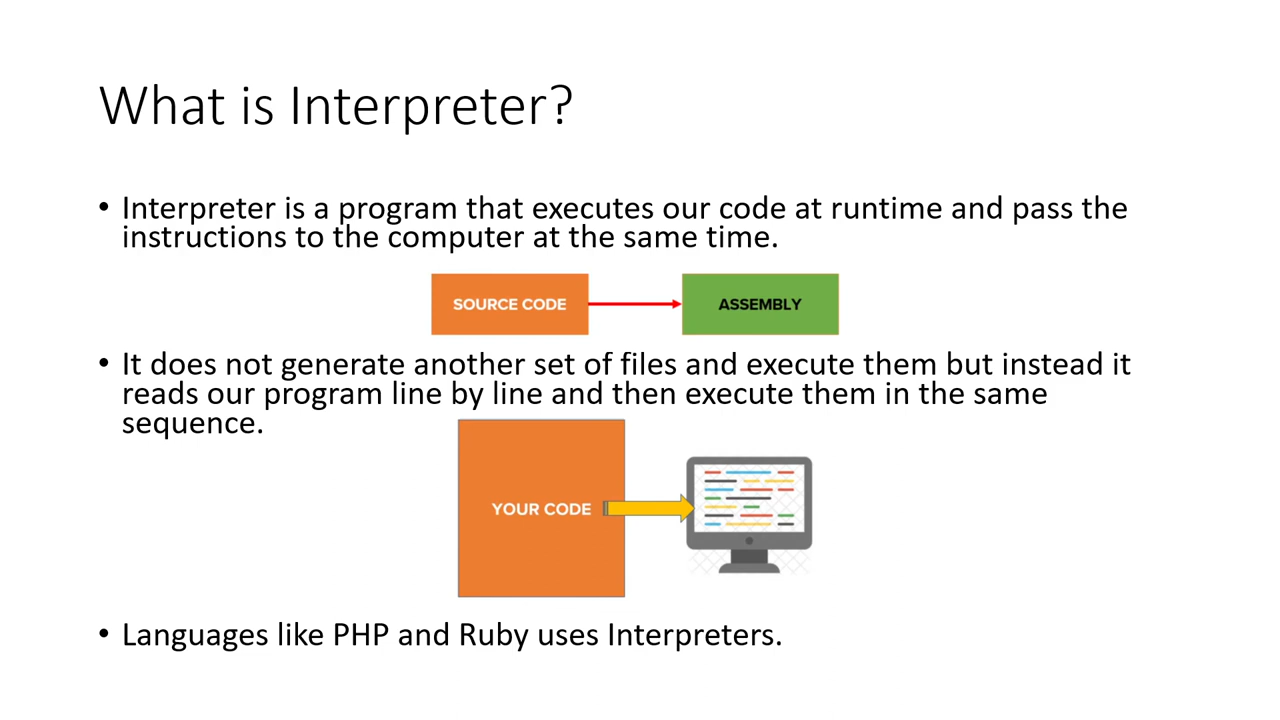 What is Interpreter?
• Interpreter is a program that executes our code at runtime and pass the
instructions to the computer at the same time.
SOURCE CODE
ASSEMBLY
• It does not generate another set of files and execute them but instead it
reads our program line by line and then execute them in the same
sequence.
YOUR CODE
• Languages like PHP and Ruby uses Interpreters.